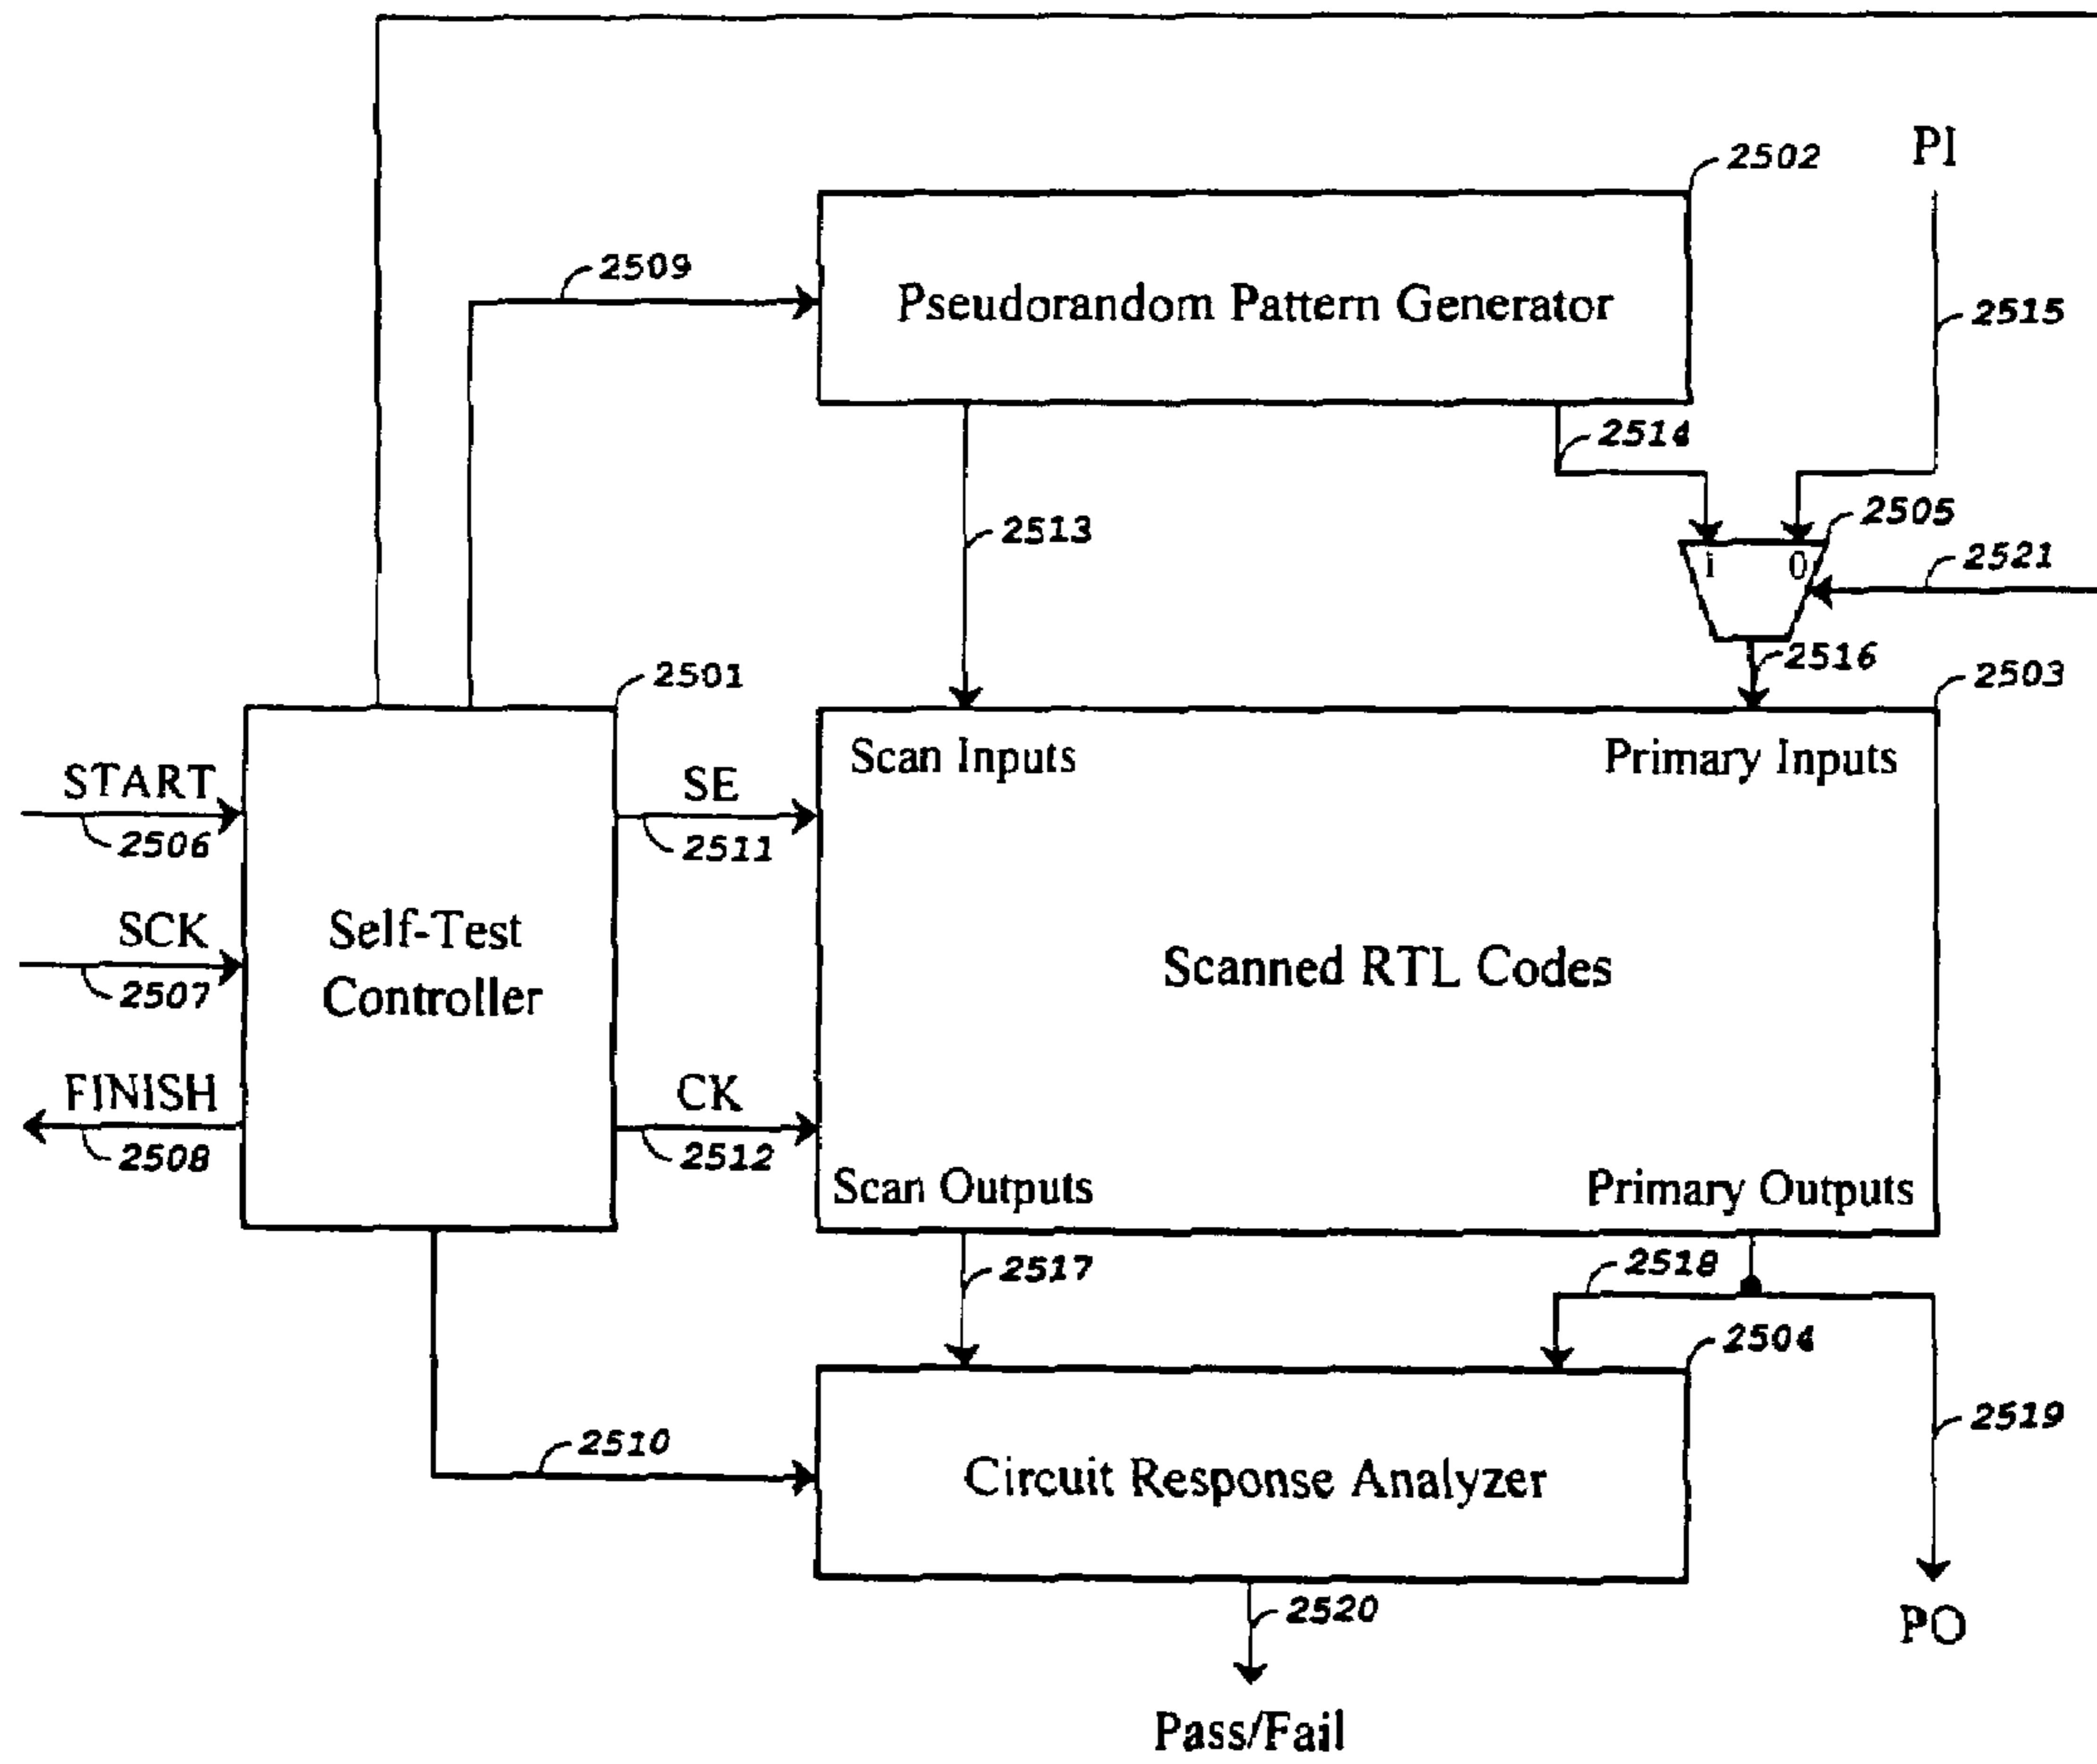 2502
PI
2509
Pseudorandom Pattern Generator
2515
2514
2513
2505
1 0
2521
2516
2501
2503
Scan Inputs
Primary Inputs
START
2506
SE
2511
SCK
2507
Self-Test
Controller
Scanned RTL Codes
FINISH
2508
CK
2512
Scan Outputs
Primary Outputs
2517
2518
2504
2519
2510
Circuit Response Analyzer
2520
PO
Pass/Fail